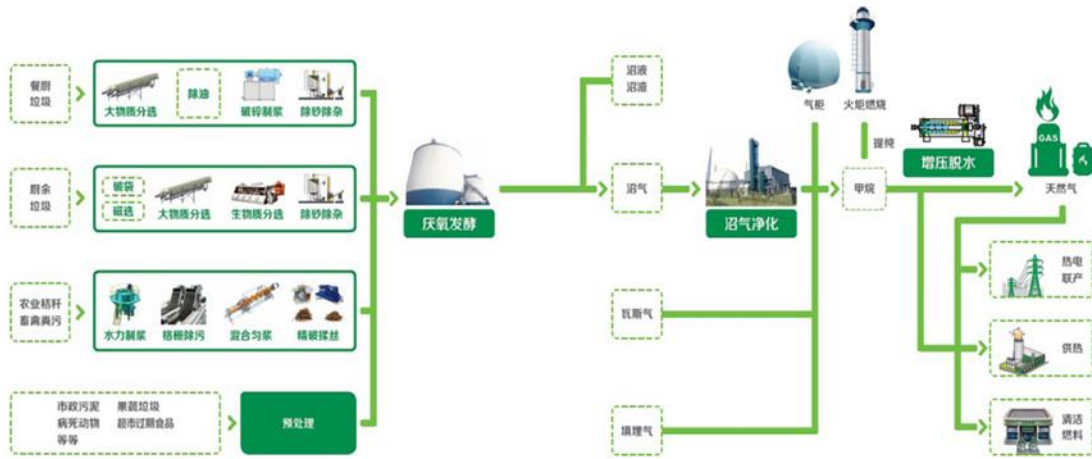 餐厨
垃圾
大物质分选
除油
破碎制浆
除砂除杂
厨余
垃圾
破袋
磁选
大物质分选
生物质分选
除砂除杂
农业秸秆
畜禽粪污
水力制浆
格栅除污
混合匀浆
精破揉丝
市政污泥 果蔬垃圾
病死动物 超市过期食品
等等
预处理
厌氧发酵
沼液
沼渣
沼气
沼气净化
瓦斯气
填埋气
气柜
火炬燃烧
提纯
甲烷
增压脱水
GAS
天然气
热电
联产
供热
清洁
燃料